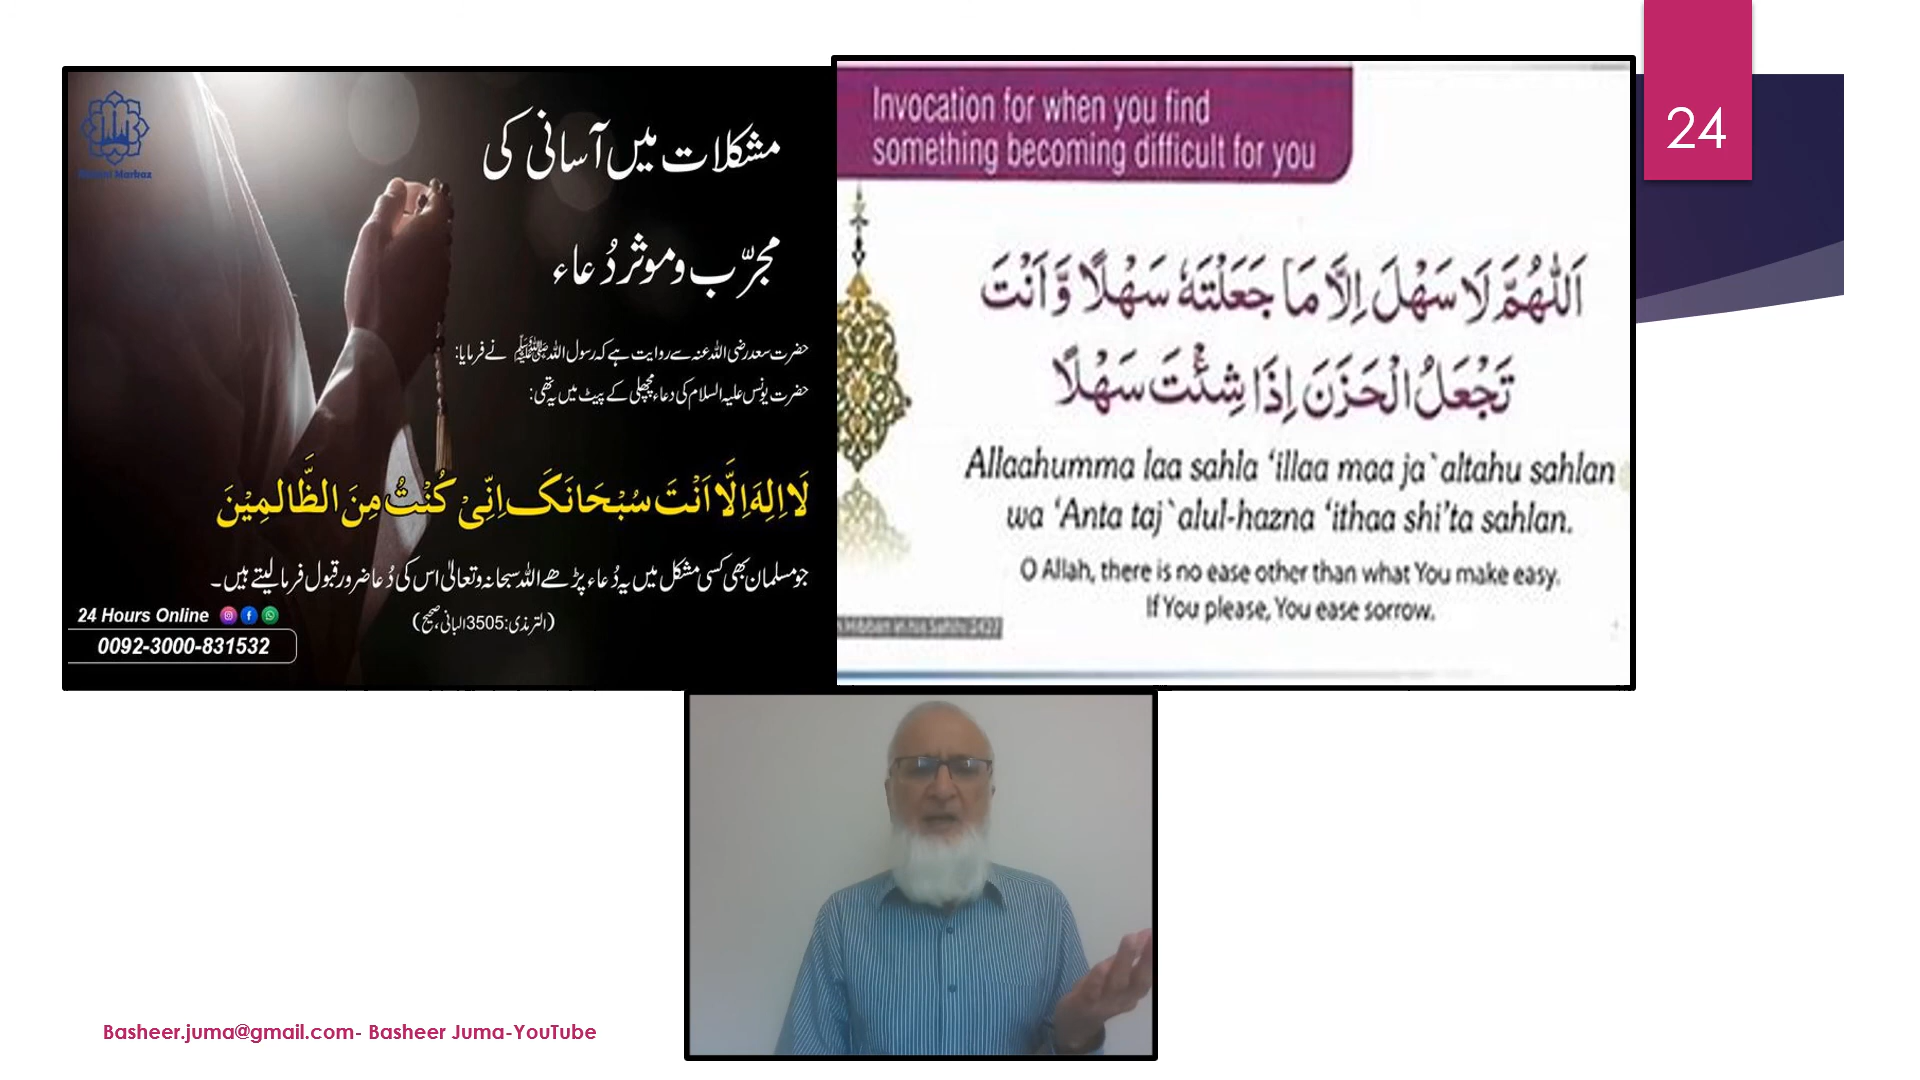 24
مشکلات میں آسانی کی
مجرّب و موثر دُعاء
حضرت سعد رضی اللہ عنہ سے روایت ہے کہ رسول اللہ ﷺ نے فرمایا:
حضرت یونس علیہ السلام کی دعاء مچھلی کے پیٹ میں یہ تھی:
لَا اِلٰهَ اِلَّا اَنْتَ سُبْحَانَکَ اِنِّیْ کُنْتُ مِنَ الظَّالِمِیْنَ
جو مسلمان بھی کسی مشکل میں یہ دُعاء پڑھے اللہ سبحانہ وتعالیٰ اس کی دُعا ضرور قبول فرما لیتے ہیں۔
(الترمذی:3505 البانی، صحیح)
24 Hours Online
0092-3000-831532
Invocation for when you find
something becoming difficult for you
اَللّٰهُمَّ لَا سَهْلَ اِلَّا مَا جَعَلْتَهٗ سَهْلًا وَّ اَنْتَ
تَجْعَلُ الْحَزَنَ اِذَا شِئْتَ سَهْلًا
Allaahumma laa sahla ‘illaa maa ja`altahu sahlan
wa ‘Anta taj`alul-hazna ‘ithaa shi’ta sahlan.
O Allah, there is no ease other than what You make easy.
If You please, You ease sorrow.
Basheer.juma@gmail.com- Basheer Juma-YouTube